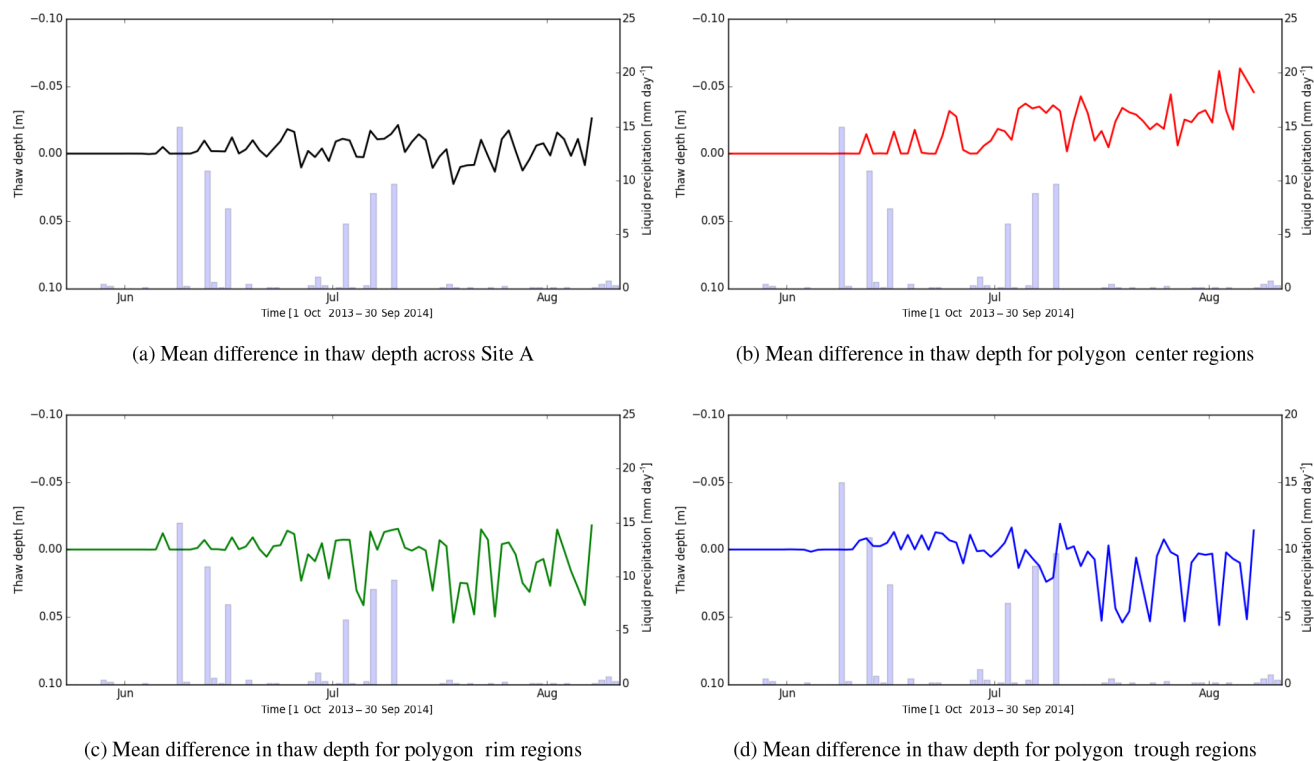 −0.10
−0.05
0.00
0.05
0.10
Thaw depth [m]
25
20
15
10
5
0
Liquid precipitation [mm day-1]
Jun
Jul
Aug
Time [1 Oct 2013−30 Sep 2014]
(a) Mean difference in thaw depth across Site A
−0.10
−0.05
0.00
0.05
0.10
Thaw depth [m]
25
20
15
10
5
0
Liquid precipitation [mm day-1]
Jun
Jul
Aug
Time [1 Oct 2013−30 Sep 2014]
(b) Mean difference in thaw depth for polygon center regions
−0.10
−0.05
0.00
0.05
0.10
Thaw depth [m]
25
20
15
10
5
0
Liquid precipitation [mm day-1]
Jun
Jul
Aug
Time [1 Oct 2013−30 Sep 2014]
(c) Mean difference in thaw depth for polygon rim regions
−0.10
−0.05
0.00
0.05
0.10
Thaw depth [m]
20
15
10
5
0
Liquid precipitation [mm day-1]
Jun
Jul
Aug
Time [1 Oct 2013−30 Sep 2014]
(d) Mean difference in thaw depth for polygon trough regions